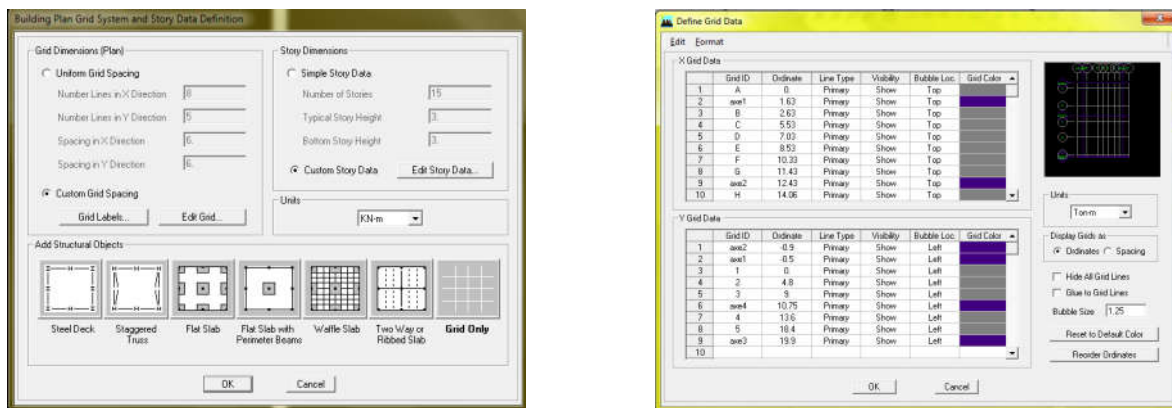 Building Plan Grid System and Story Data Definition
Grid Dimensions (Plan)
Uniform Grid Spacing
Number Lines in X Direction 8
Number Lines in Y Direction 5
Spacing in X Direction 6.
Spacing in Y Direction 6.
Custom Grid Spacing
Grid Labels... Edit Grid...
Story Dimensions
Simple Story Data
Number of Stories 15
Typical Story Height 3.
Bottom Story Height 3.
Custom Story Data Edit Story Data...
Units
KN-m
Add Structural Objects
Steel Deck Staggered Truss Flat Slab Flat Slab with Perimeter Beams Waffle Slab Two Way or Ribbed Slab Grid Only
OK Cancel
Define Grid Data
Edit Format
X Grid Data
Grid ID Ordinate Line Type Visibility Bubble Loc. Grid Color
1 A 0. Primary Show Top
2 axe1 1.63 Primary Show Top
3 B 2.63 Primary Show Top
4 C 5.53 Primary Show Top
5 D 7.03 Primary Show Top
6 E 8.53 Primary Show Top
7 F 10.33 Primary Show Top
8 G 11.43 Primary Show Top
9 axe2 12.43 Primary Show Top
10 H 14.06 Primary Show Top
Y Grid Data
Grid ID Ordinate Line Type Visibility Bubble Loc. Grid Color
1 axe2 -0.9 Primary Show Left
2 axe1 -0.5 Primary Show Left
3 1 0. Primary Show Left
4 2 4.8 Primary Show Left
5 3 9. Primary Show Left
6 axe4 10.75 Primary Show Left
7 4 13.6 Primary Show Left
8 5 18.4 Primary Show Left
9 axe3 19.9 Primary Show Left
10
Units
Ton-m
Display Grids as
Ordinates Spacing
Hide All Grid Lines
Glue to Grid Lines
Bubble Size 1.25
Reset to Default Color
Reorder Ordinates
OK Cancel